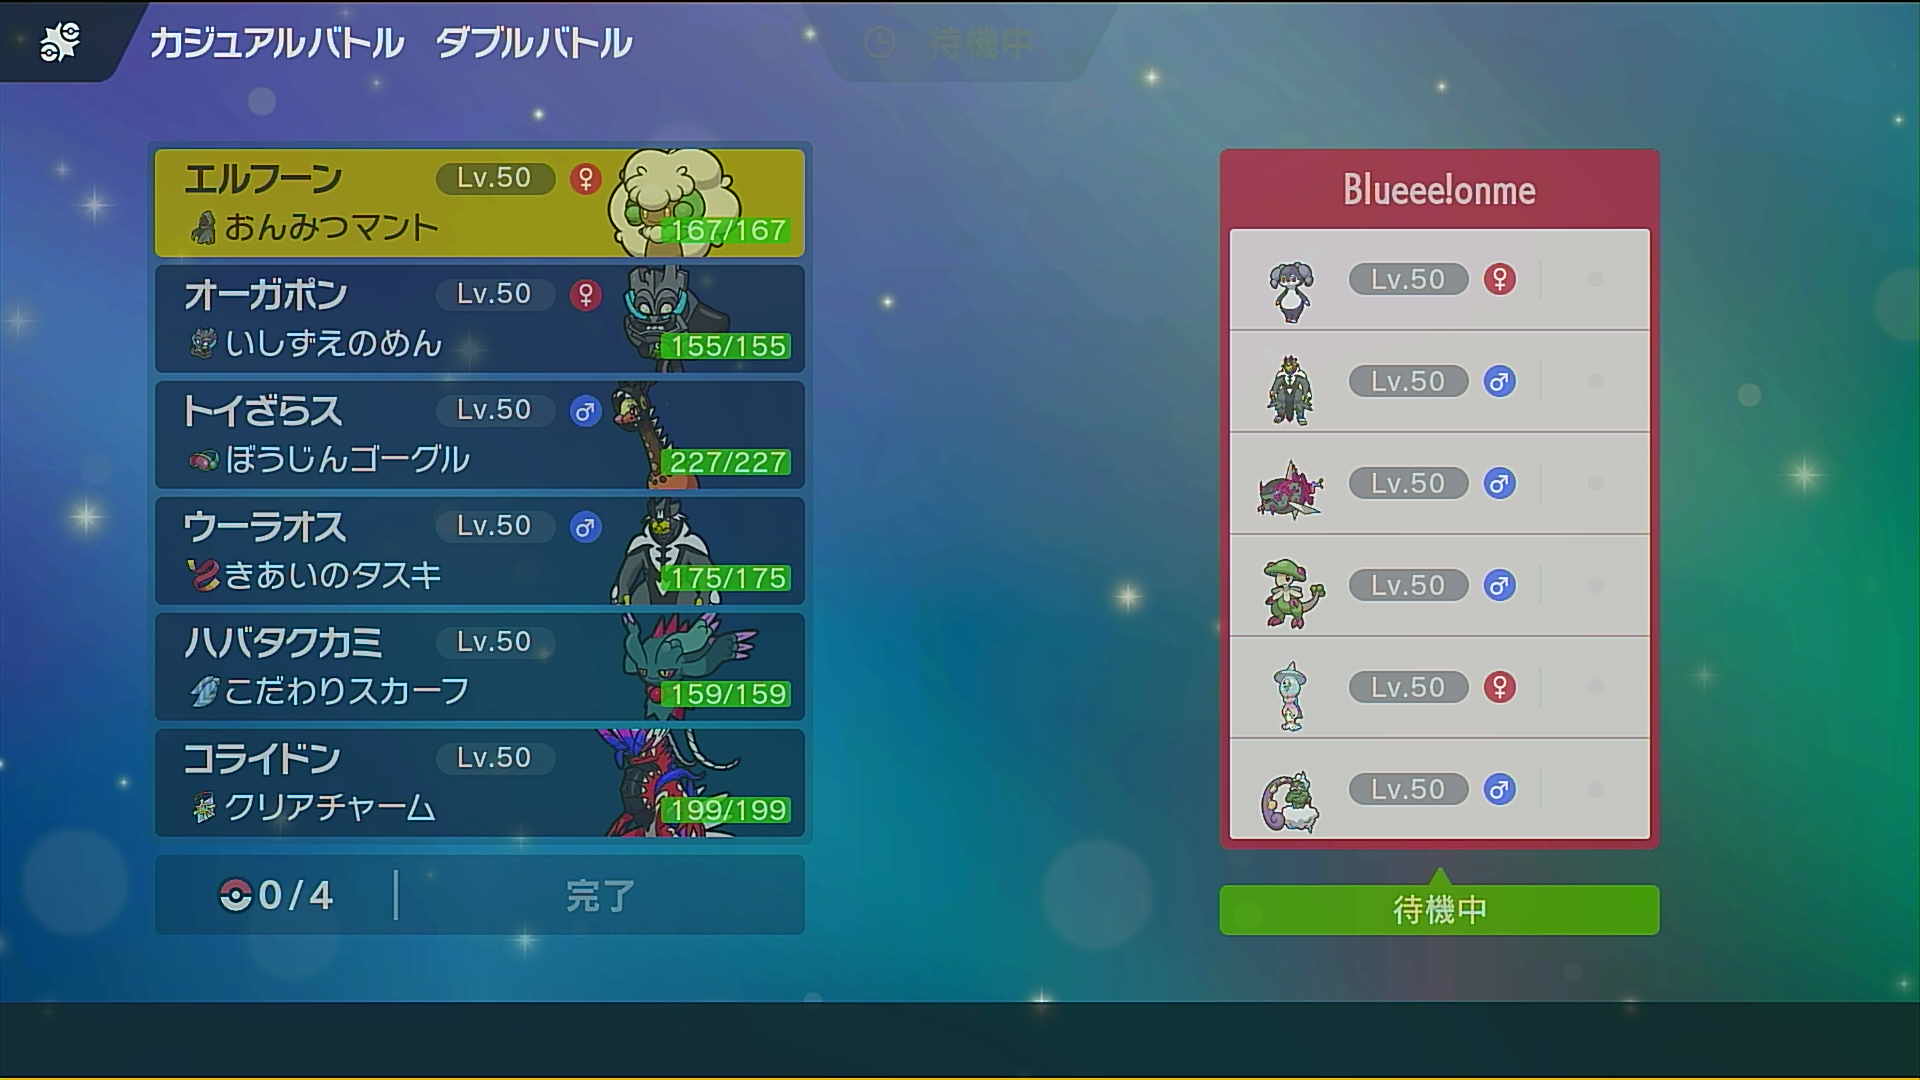 カジュアルバトル ダブルバトル
待機中
エルフーン Lv.50 ♀
おんみつマント 167/167
オーガポン Lv.50 ♀
いしずえのめん 155/155
トイざらス Lv.50 ♂
ぼうじんゴーグル 227/227
ウーラオス Lv.50 ♂
きあいのタスキ 175/175
ハバタクカミ Lv.50
こだわりスカーフ 159/159
コライドン Lv.50
クリアチャーム 199/199
0/4 完了
Blueee!onme
Lv.50 ♀
Lv.50 ♂
Lv.50 ♂
Lv.50 ♂
Lv.50 ♀
Lv.50 ♂
待機中